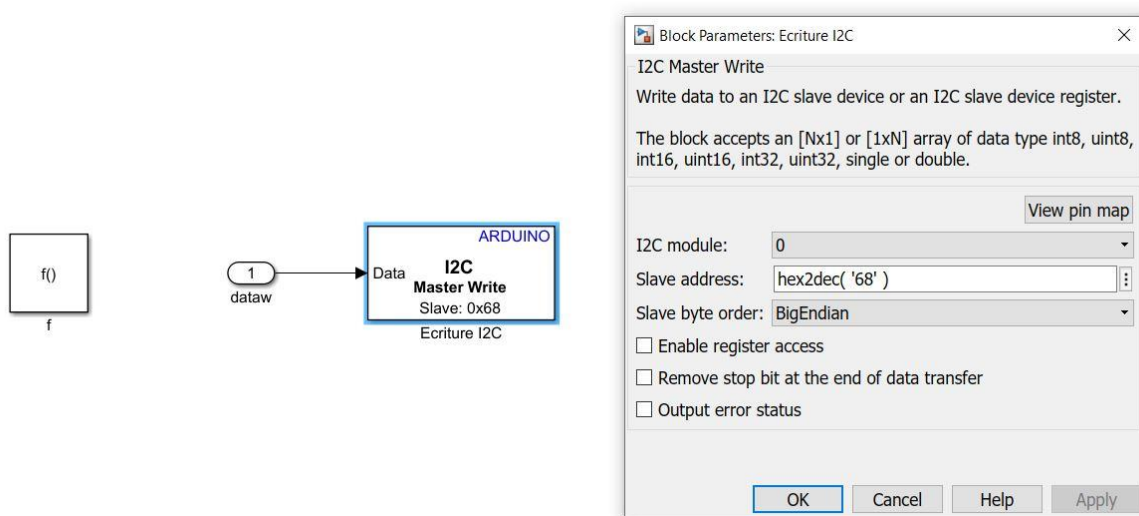 f()
f
1
dataw
ARDUINO
Data
I2C
Master Write
Slave: 0x68
Ecriture I2C
Block Parameters: Ecriture I2C
I2C Master Write
Write data to an I2C slave device or an I2C slave device register.
The block accepts an [Nx1] or [1xN] array of data type int8, uint8,
int16, uint16, int32, uint32, single or double.
View pin map
I2C module: 0
Slave address: hex2dec( '68' )
Slave byte order: BigEndian
Enable register access
Remove stop bit at the end of data transfer
Output error status
OK Cancel Help Apply